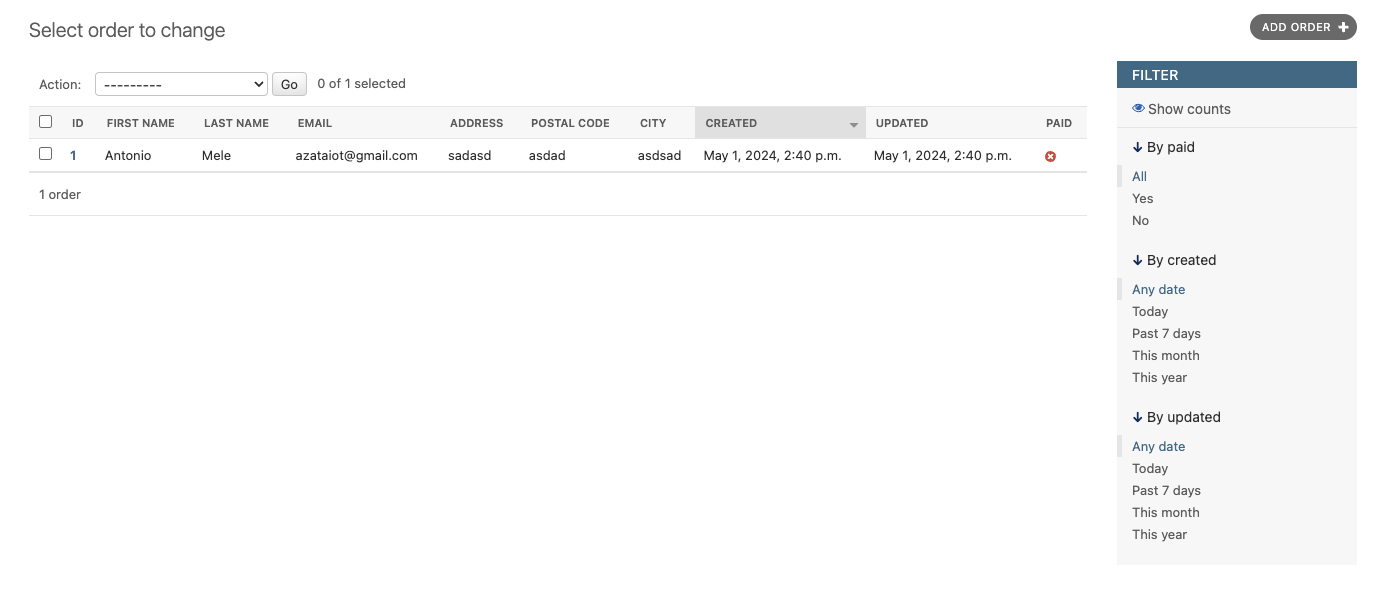 Select order to change
ADD ORDER
Action: --------- Go 0 of 1 selected
ID FIRST NAME LAST NAME EMAIL ADDRESS POSTAL CODE CITY CREATED UPDATED PAID
1 Antonio Mele azataiot@gmail.com sadasd asdad asdsad May 1, 2024, 2:40 p.m. May 1, 2024, 2:40 p.m.
1 order
FILTER
Show counts
By paid
All
Yes
No
By created
Any date
Today
Past 7 days
This month
This year
By updated
Any date
Today
Past 7 days
This month
This year